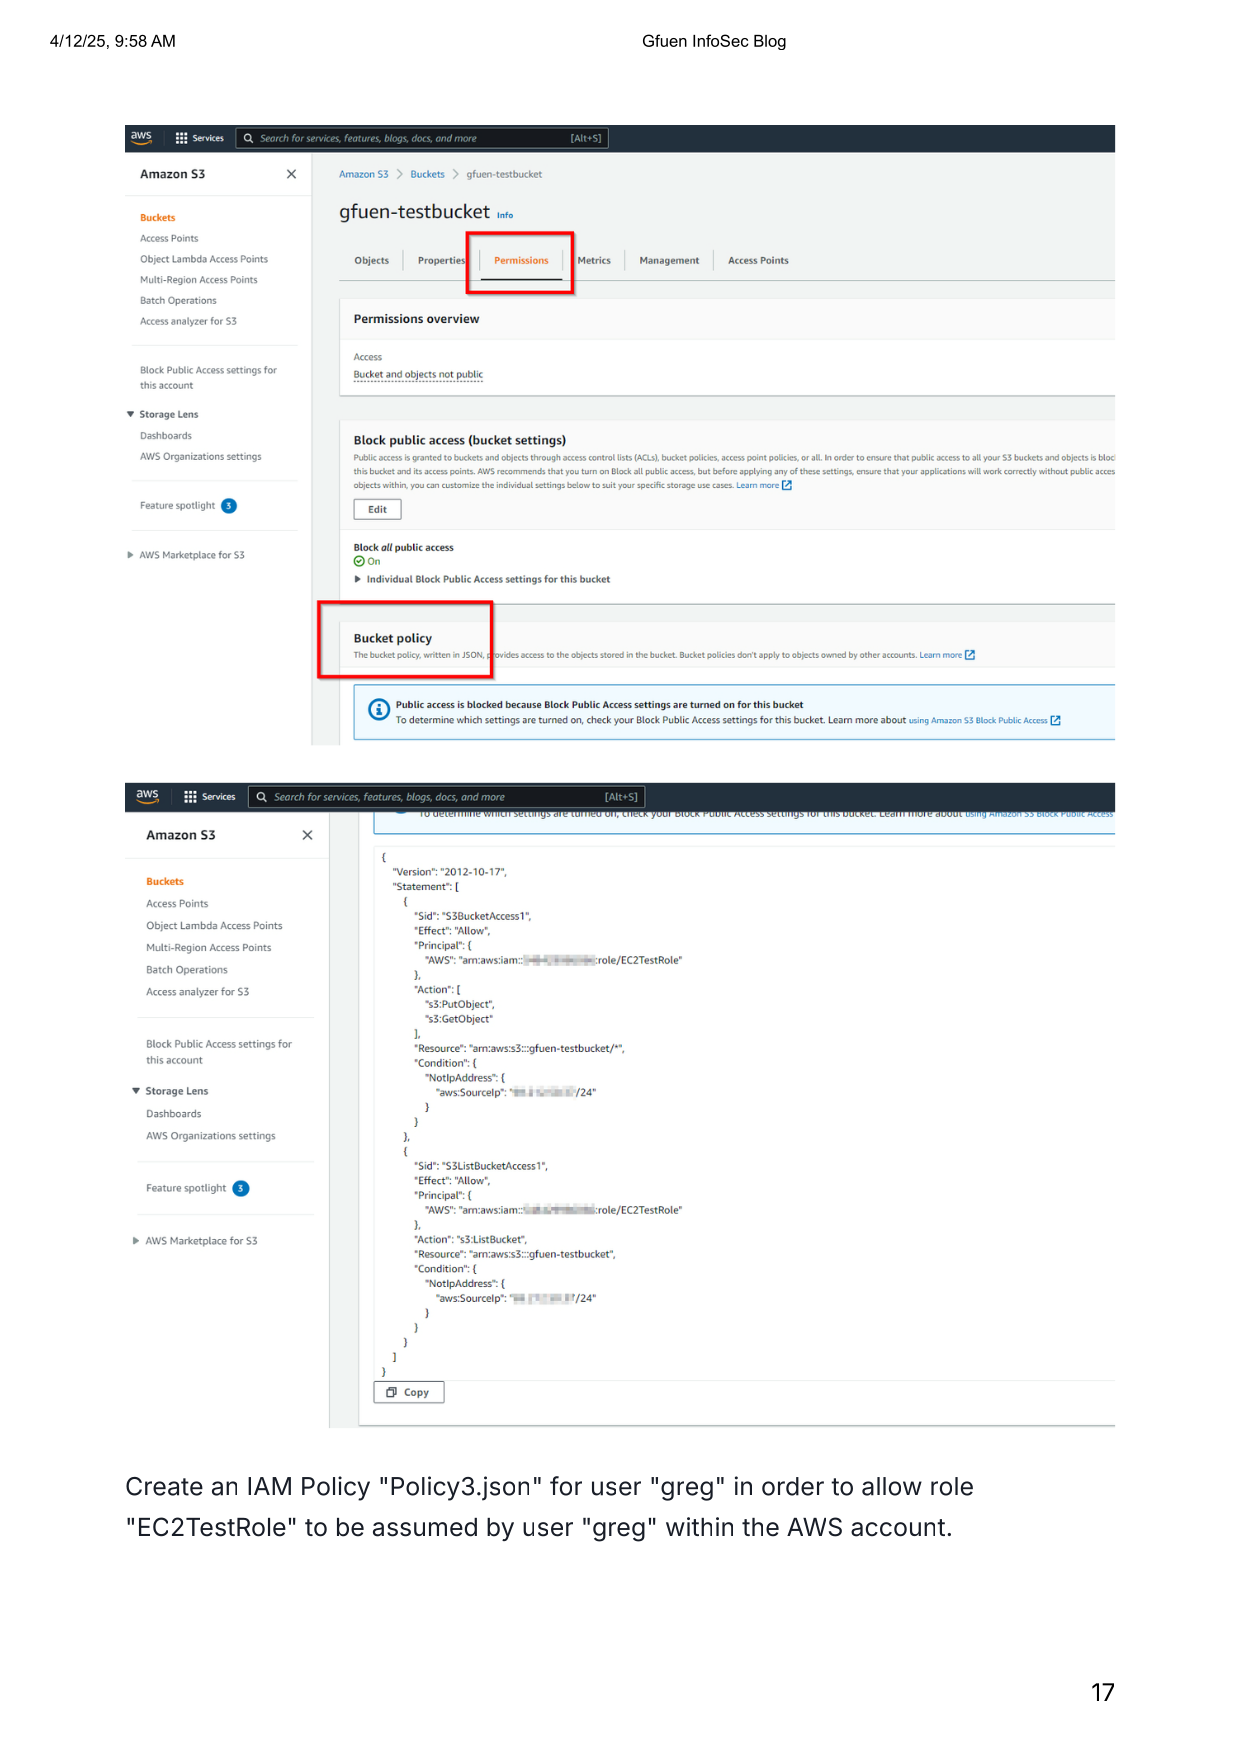 4/12/25, 9:58 AM
Gfuen InfoSec Blog
aws
Services
Search for services, features, blogs, docs, and more
[Alt+S]
Amazon S3
Buckets
Access Points
Object Lambda Access Points
Multi-Region Access Points
Batch Operations
Access analyzer for S3
Block Public Access settings for
this account
Storage Lens
Dashboards
AWS Organizations settings
Feature spotlight 3
AWS Marketplace for S3
Amazon S3 > Buckets > gfuen-testbucket
gfuen-testbucket Info
Objects
Properties
Permissions
Metrics
Management
Access Points
Permissions overview
Access
Bucket and objects not public
Block public access (bucket settings)
Public access is granted to buckets and objects through access control lists (ACLs), bucket policies, access point policies, or all. In order to ensure that public access to all your S3 buckets and objects is bloc
this bucket and its access points. AWS recommends that you turn on Block all public access, but before applying any of these settings, ensure that your applications will work correctly without public acces
objects within, you can customize the individual settings below to suit your specific storage use cases. Learn more
Edit
Block all public access
On
Individual Block Public Access settings for this bucket
Bucket policy
The bucket policy, written in JSON, provides access to the objects stored in the bucket. Bucket policies don't apply to objects owned by other accounts. Learn more
Public access is blocked because Block Public Access settings are turned on for this bucket
To determine which settings are turned on, check your Block Public Access settings for this bucket. Learn more about using Amazon S3 Block Public Access
aws
Services
Search for services, features, blogs, docs, and more
[Alt+S]
Amazon S3
Buckets
Access Points
Object Lambda Access Points
Multi-Region Access Points
Batch Operations
Access analyzer for S3
Block Public Access settings for
this account
Storage Lens
Dashboards
AWS Organizations settings
Feature spotlight 3
AWS Marketplace for S3
To determine which settings are turned on, check your Block Public Access settings for this bucket. Learn more about using Amazon S3 Block Public Access
{
"Version": "2012-10-17",
"Statement": [
{
"Sid": "S3BucketAccess1",
"Effect": "Allow",
"Principal": {
"AWS": "arn:aws:iam:: :role/EC2TestRole"
},
"Action": [
"s3:PutObject",
"s3:GetObject"
],
"Resource": "arn:aws:s3:::gfuen-testbucket/*",
"Condition": {
"NotIpAddress": {
"aws:SourceIp": " /24"
}
}
},
{
"Sid": "S3ListBucketAccess1",
"Effect": "Allow",
"Principal": {
"AWS": "arn:aws:iam:: :role/EC2TestRole"
},
"Action": "s3:ListBucket",
"Resource": "arn:aws:s3:::gfuen-testbucket",
"Condition": {
"NotIpAddress": {
"aws:SourceIp": " /24"
}
}
}
]
}
Copy
Create an IAM Policy "Policy3.json" for user "greg" in order to allow role
"EC2TestRole" to be assumed by user "greg" within the AWS account.
17